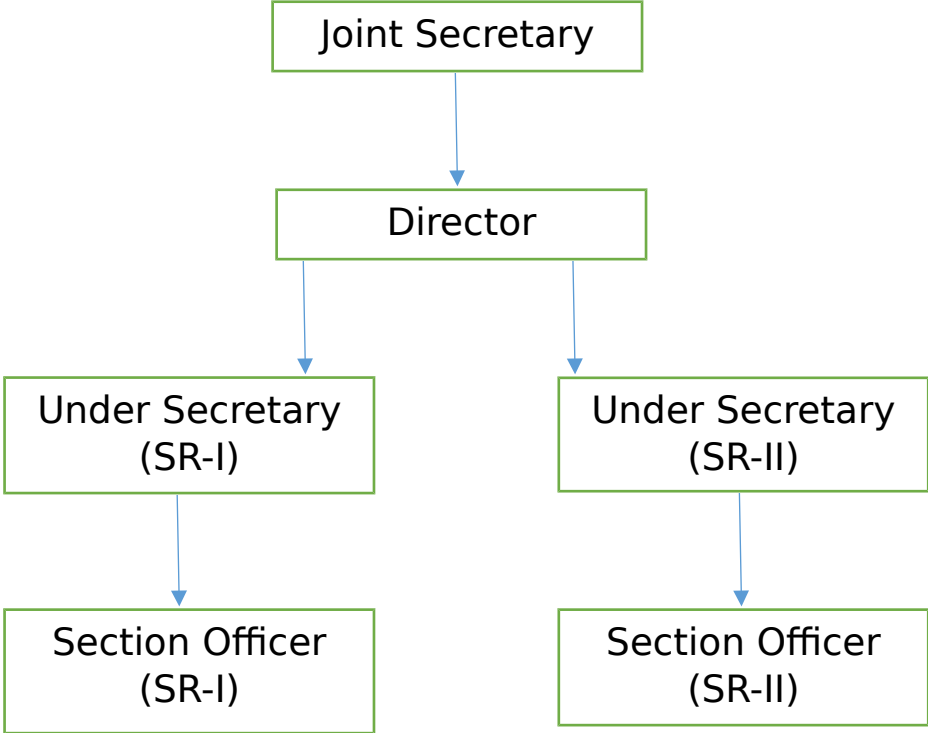 Joint Secretary
Director
Under Secretary
(SR-I)
Under Secretary
(SR-II)
Section Officer
(SR-I)
Section Officer
(SR-II)